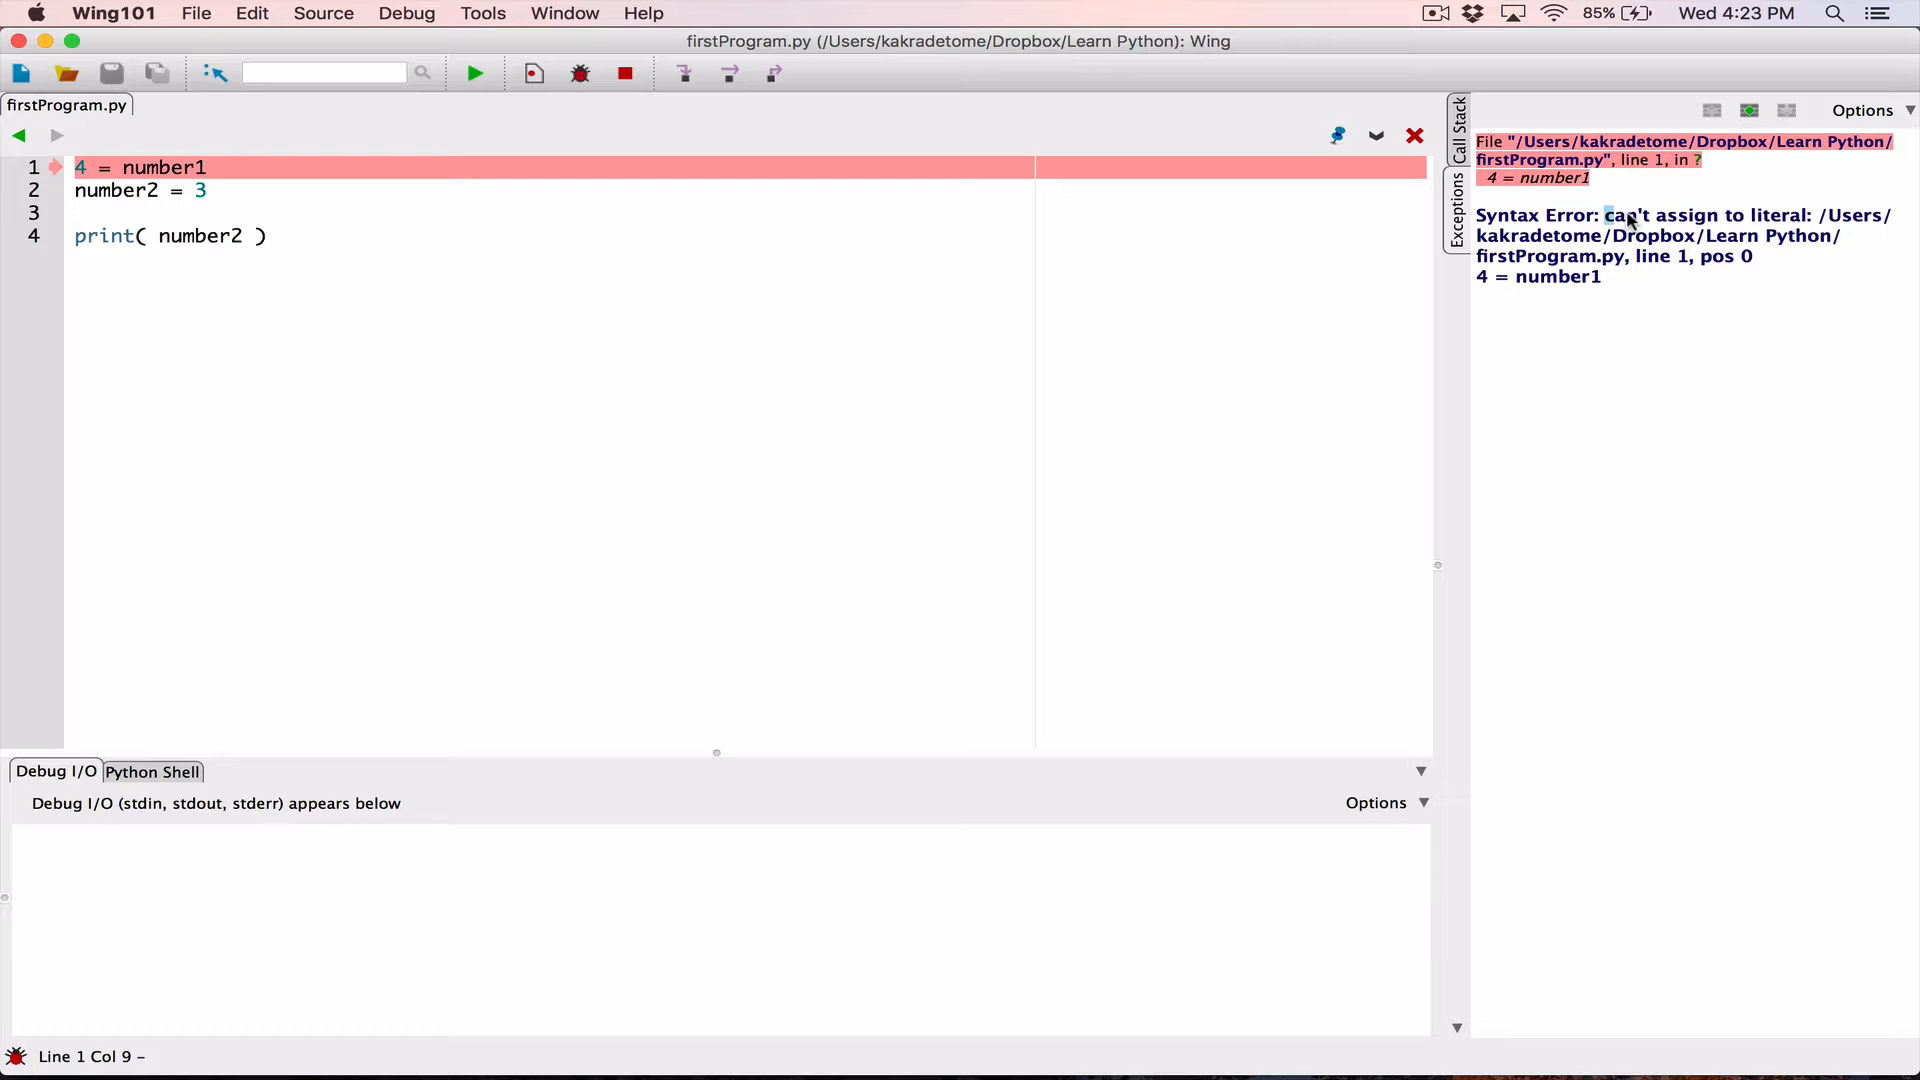 Wing101 File Edit Source Debug Tools Window Help 85% Wed 4:23 PM
firstProgram.py (/Users/kakradetome/Dropbox/Learn Python): Wing
firstProgram.py
1 4 = number1
2 number2 = 3
3
4 print( number2 )
Call Stack
Exceptions
Options
File "/Users/kakradetome/Dropbox/Learn Python/
firstProgram.py", line 1, in ?
4 = number1
Syntax Error: can't assign to literal: /Users/
kakradetome/Dropbox/Learn Python/
firstProgram.py, line 1, pos 0
4 = number1
Debug I/O Python Shell
Debug I/O (stdin, stdout, stderr) appears below Options
Line 1 Col 9 –